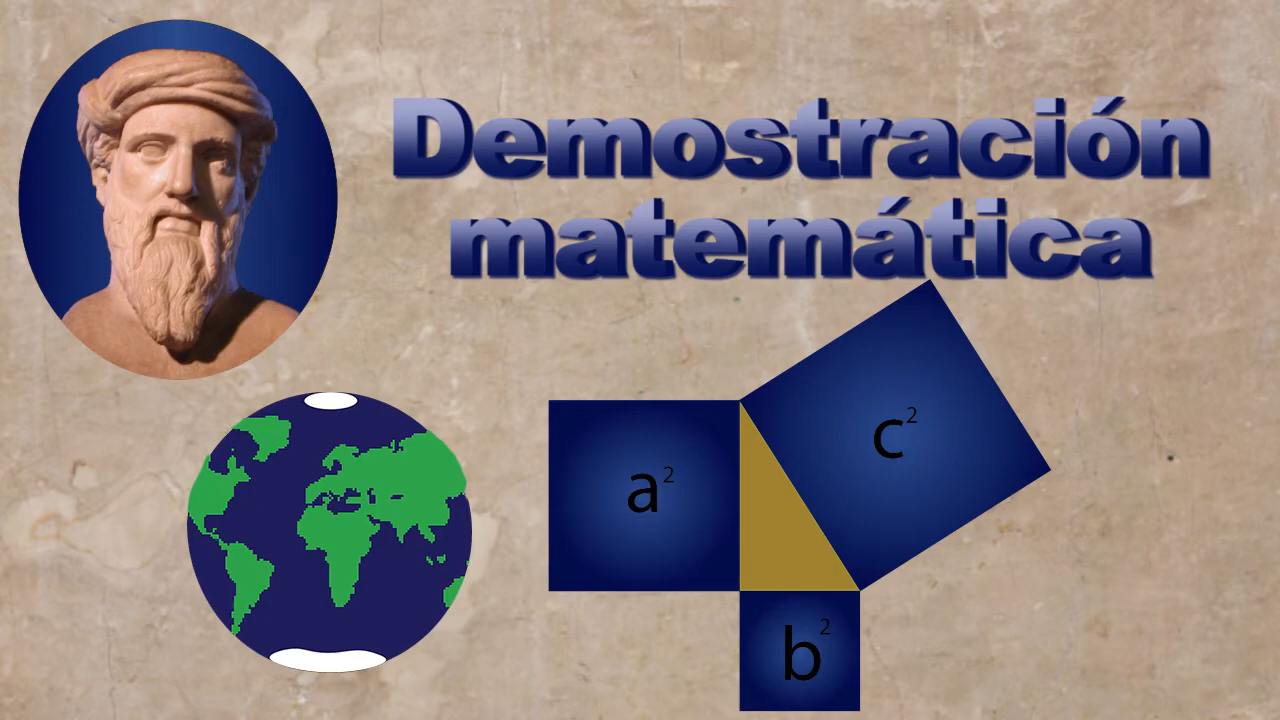 Demostración
matemática
c²
a²
b²